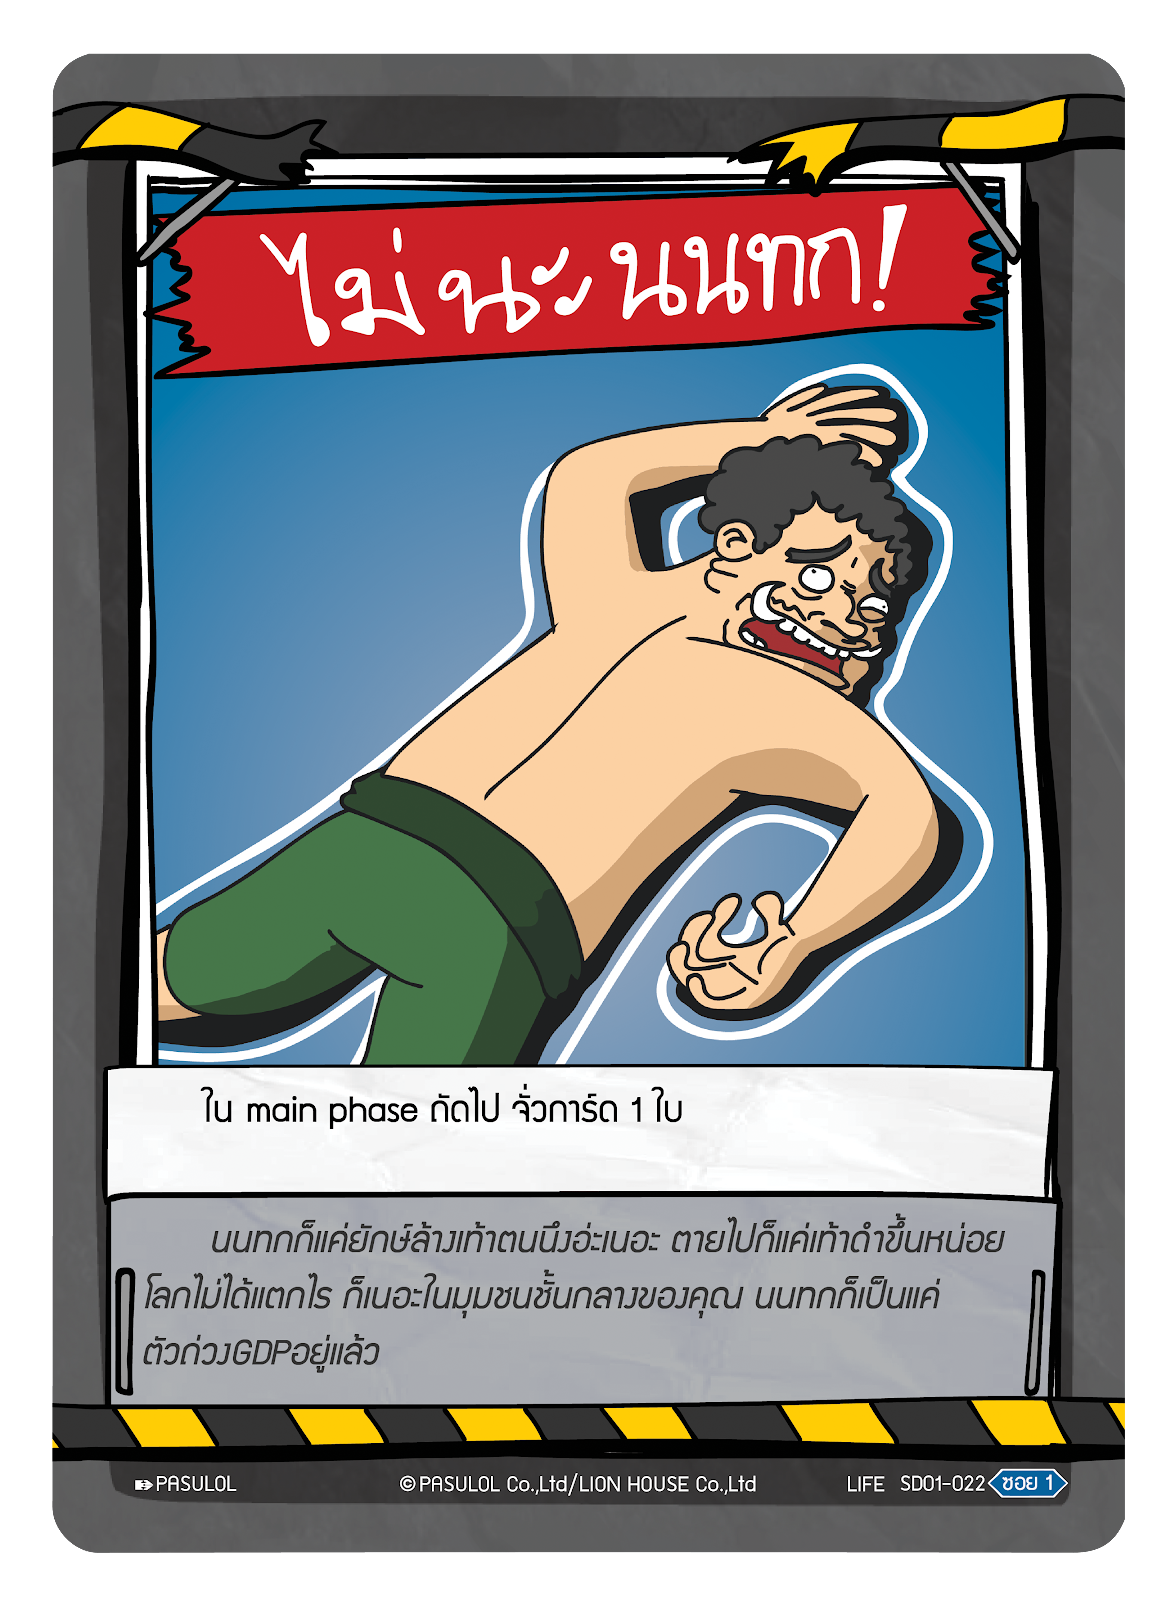 ไม่นะนนทก!
ใน main phase ถัดไป จั่วการ์ด 1 ใบ
นนทกก็แค่ยักษ์ล้างเท้าตนนึงอ่ะเนอะ ตายไปก็แค่เท้าดำขึ้นหน่อย
โลกไม่ได้แตกไร ก็เนอะในมุมชนชั้นกลางของคุณ นนทกก็เป็นแค่
ตัวถ่วงGDPอยู่แล้ว
PASULOL ©PASULOL Co.,Ltd/LION HOUSE Co.,Ltd LIFE SD01-022 ซอย 1